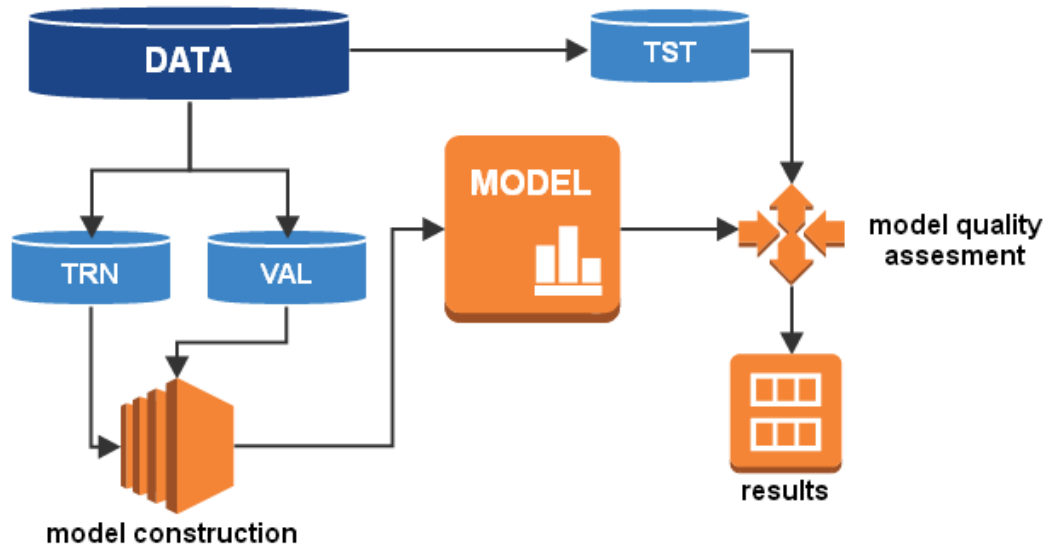 DATA
TST
MODEL
model quality
assesment
TRN
VAL
results
model construction